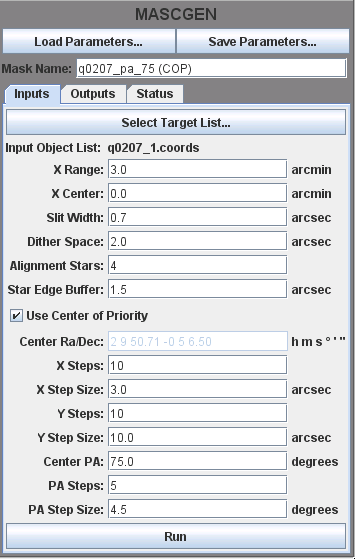 MASCGEN
Load Parameters... Save Parameters...
Mask Name: q0207_pa_75 (COP)
Inputs Outputs Status
Select Target List...
Input Object List: q0207_1.coords
X Range: 3.0 arcmin
X Center: 0.0 arcmin
Slit Width: 0.7 arcsec
Dither Space: 2.0 arcsec
Alignment Stars: 4
Star Edge Buffer: 1.5 arcsec
Use Center of Priority
Center Ra/Dec: 2 9 50.71 -0 5 6.50 h m s ° ' "
X Steps: 10
X Step Size: 3.0 arcsec
Y Steps: 10
Y Step Size: 10.0 arcsec
Center PA: 75.0 degrees
PA Steps: 5
PA Step Size: 4.5 degrees
Run